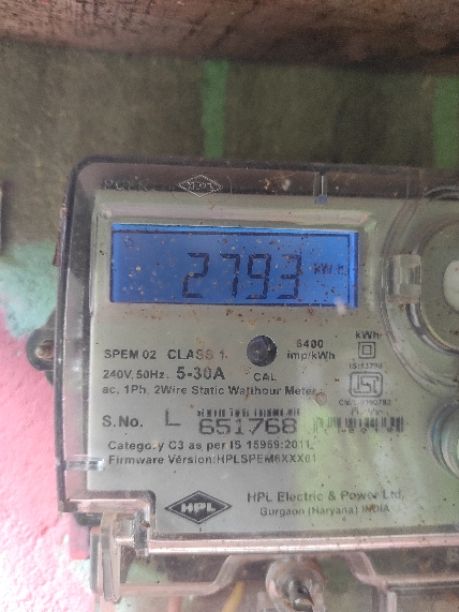 HPL
2793 kWh
SPEM 02 CLASS 1
6400
imp/kWh
kWh
240V, 50Hz, 5-30A
CAL
IS:13779
ac, 1Ph, 2Wire Static Watthour Meter
S.No. L 651768
Category C3 as per IS 15959:2011
Firmware Version:HPLSPEM6XXX01
HPL
HPL Electric & Power Ltd.
Gurgaon (Haryana) INDIA